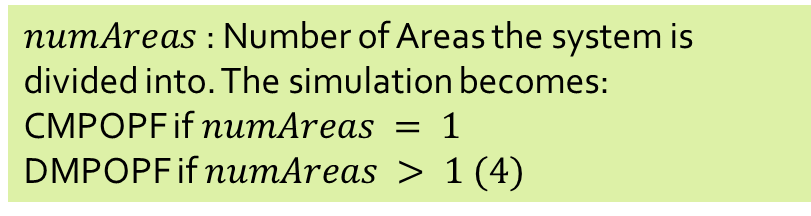 numAreas : Number of Areas the system is
divided into. The simulation becomes:
CMPOPF if numAreas = 1
DMPOPF if numAreas > 1 (4)